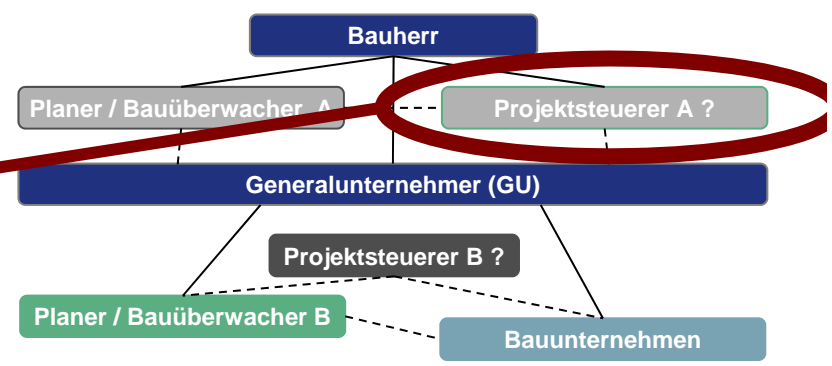 Bauherr
Planer / Bauüberwacher A
Projektsteuerer A ?
Generalunternehmer (GU)
Projektsteuerer B ?
Planer / Bauüberwacher B
Bauunternehmen